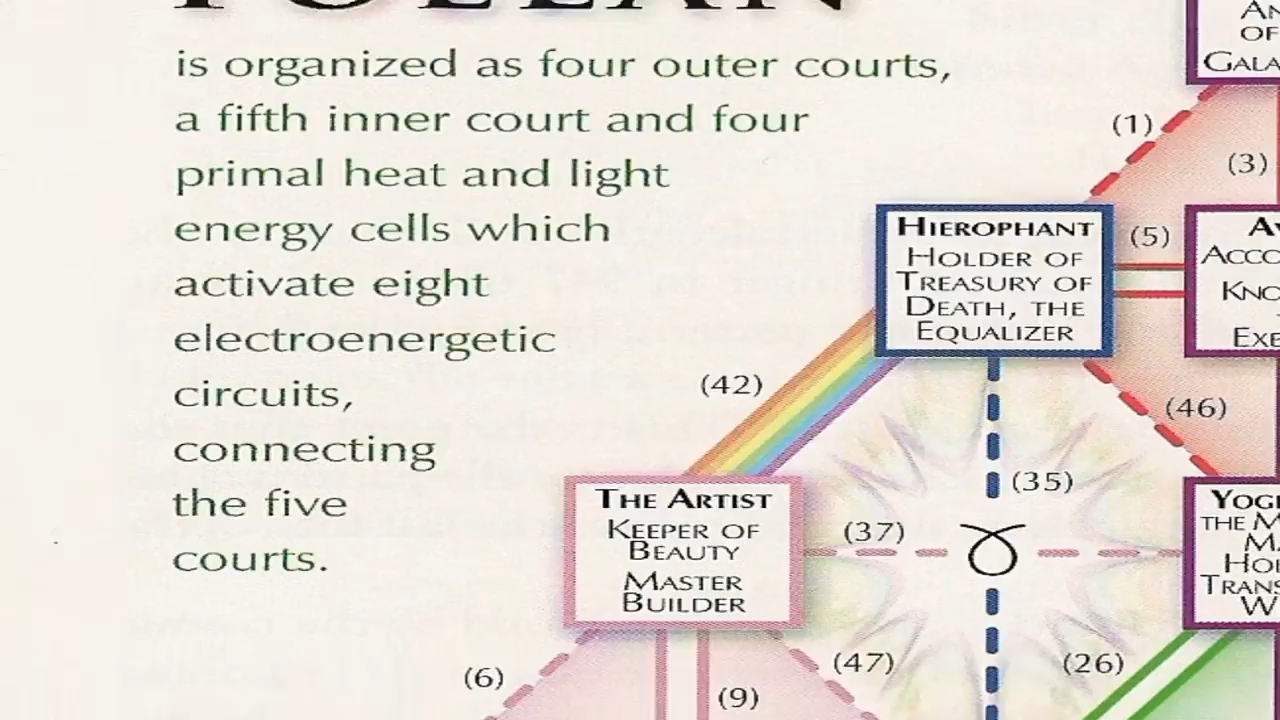 is organized as four outer courts,
a fifth inner court and four
primal heat and light
energy cells which
activate eight
electroenergetic
circuits,
connecting
the five
courts.
(1)
(3)
HIEROPHANT
HOLDER OF
TREASURY OF
DEATH, THE
EQUALIZER
(5)
(42)
(46)
(35)
THE ARTIST
KEEPER OF
BEAUTY
MASTER
BUILDER
(37)
THE
(6)
(9)
(47)
(26)